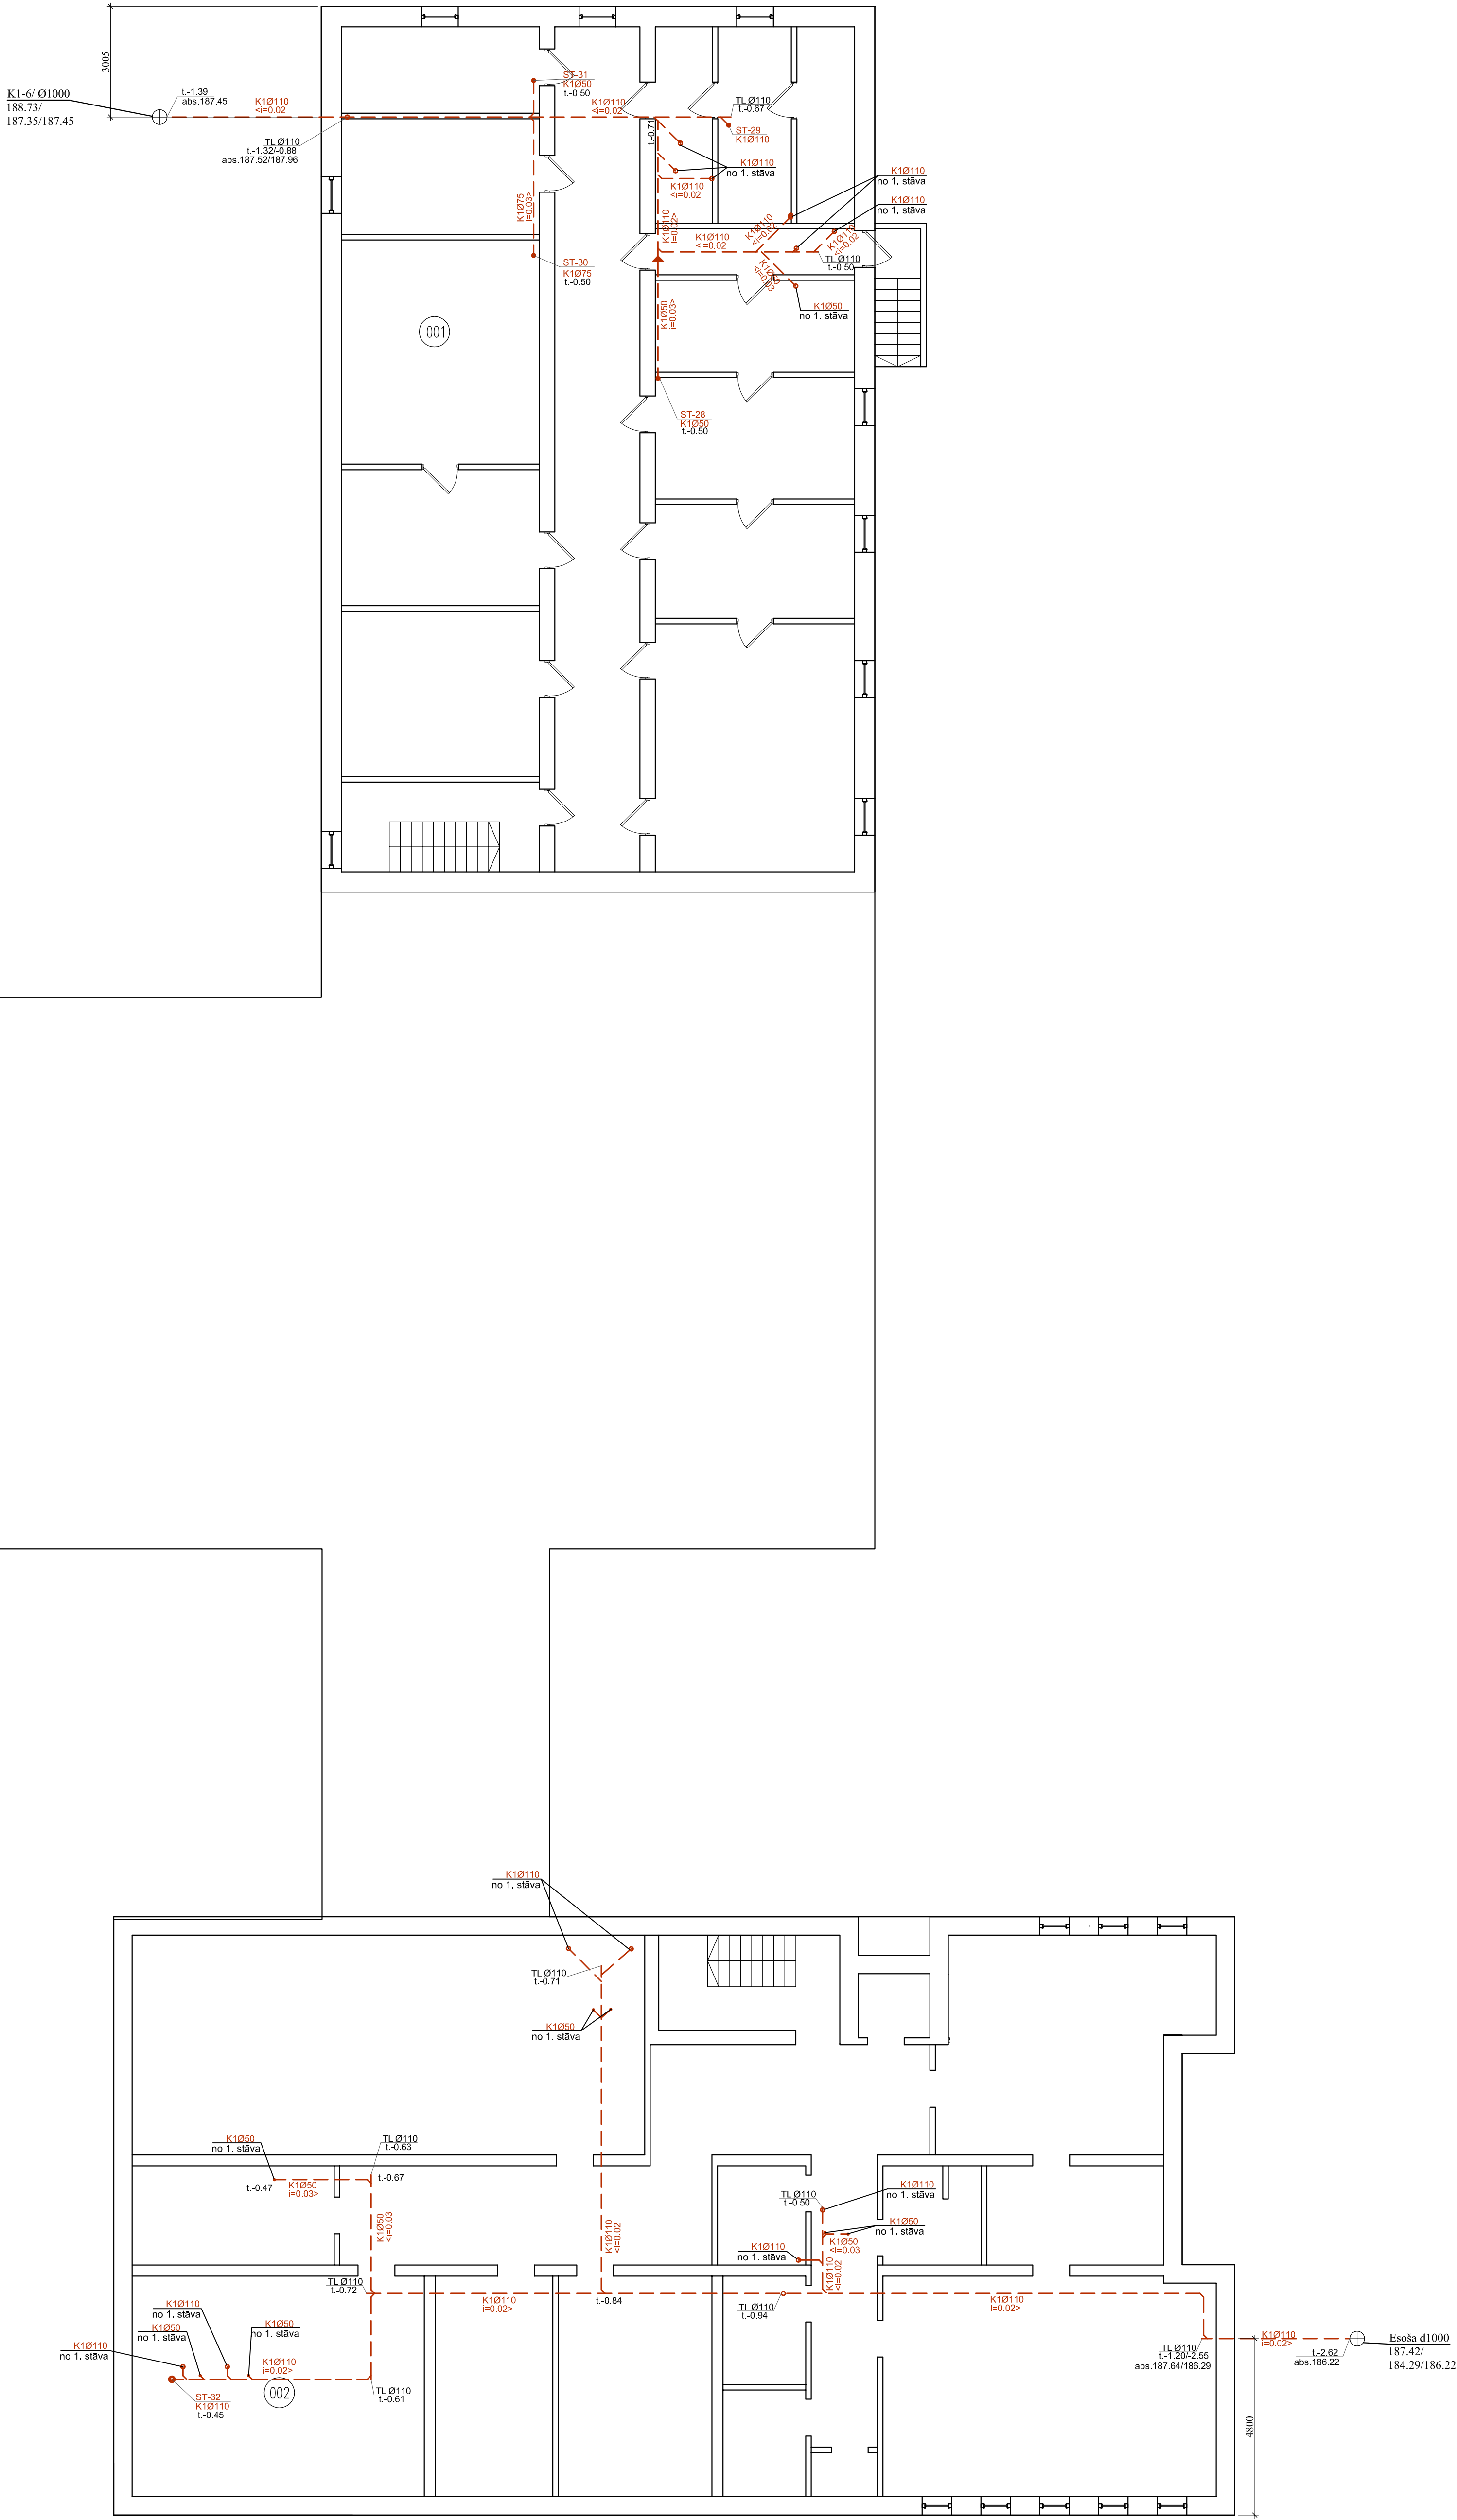 3005
K1-6/ Ø1000
188.73/
187.35/187.45
t.-1.39
abs.187.45
K1Ø110
<i=0.02
TL Ø110
t.-1.32/-0.88
abs.187.52/187.96
ST-31
K1Ø50
t.-0.50
K1Ø110
<i=0.02
TL Ø110
t.-0.67
ST-29
K1Ø110
t.-0.71
K1Ø110
no 1. stāva
K1Ø110
<i=0.02
K1Ø75
i=0.03>
ST-30
K1Ø75
t.-0.50
K1Ø110
i=0.02>
K1Ø110
<i=0.02
K1Ø110
<i=0.02
K1Ø110
no 1. stāva
K1Ø110
no 1. stāva
K1Ø110
<i=0.02
TL Ø110
t.-0.50
K1Ø50
<i=0.03
K1Ø50
no 1. stāva
K1Ø50
i=0.03>
001
ST-28
K1Ø50
t.-0.50
K1Ø110
no 1. stāva
TL Ø110
t.-0.71
K1Ø50
no 1. stāva
K1Ø50
no 1. stāva
TL Ø110
t.-0.63
t.-0.67
t.-0.47
K1Ø50
i=0.03>
K1Ø50
<i=0.03
K1Ø110
<i=0.02
TL Ø110
t.-0.50
K1Ø110
no 1. stāva
K1Ø50
no 1. stāva
K1Ø50
<i=0.03
K1Ø110
no 1. stāva
K1Ø110
<i=0.02
TL Ø110
t.-0.72
K1Ø110
i=0.02>
t.-0.84
TL Ø110
t.-0.94
K1Ø110
i=0.02>
K1Ø110
no 1. stāva
K1Ø50
no 1. stāva
K1Ø50
no 1. stāva
K1Ø110
no 1. stāva
K1Ø110
i=0.02>
002
ST-32
K1Ø110
t.-0.45
TL Ø110
t.-0.61
TL Ø110
t.-1.20/-2.55
abs.187.64/186.29
K1Ø110
i=0.02>
t.-2.62
abs.186.22
Esoša d1000
187.42/
184.29/186.22
4800